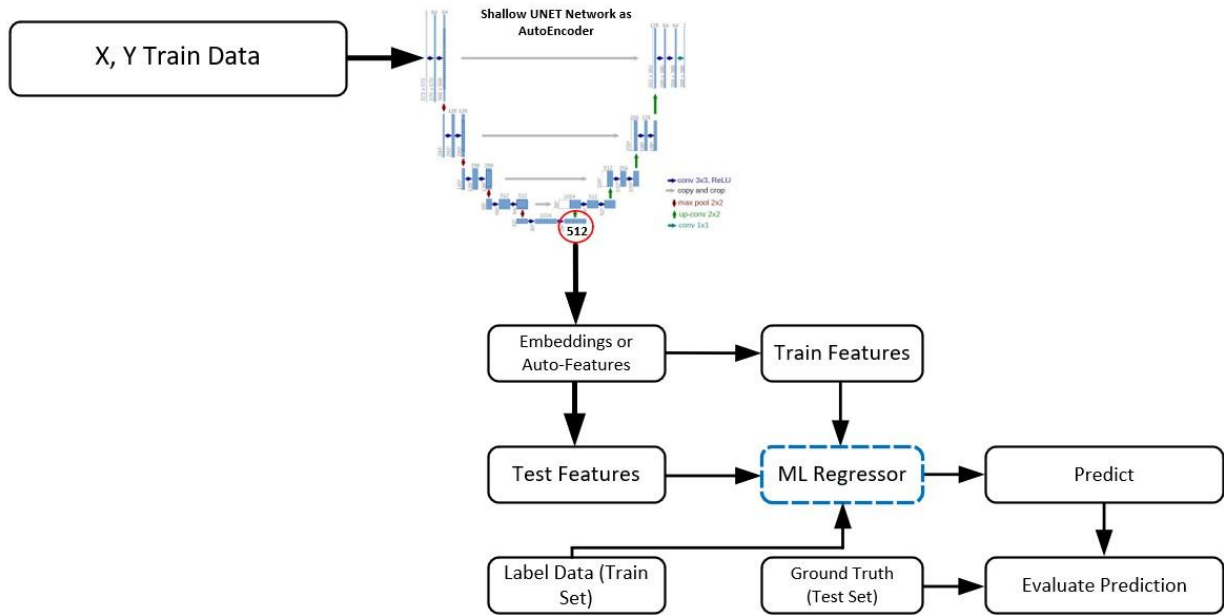 Shallow UNET Network as
AutoEncoder
X, Y Train Data
conv 3x3, ReLU
copy and crop
max pool 2x2
up-conv 2x2
conv 1x1
512
Embeddings or
Auto-Features
Train Features
Test Features
ML Regressor
Predict
Label Data (Train
Set)
Ground Truth
(Test Set)
Evaluate Prediction